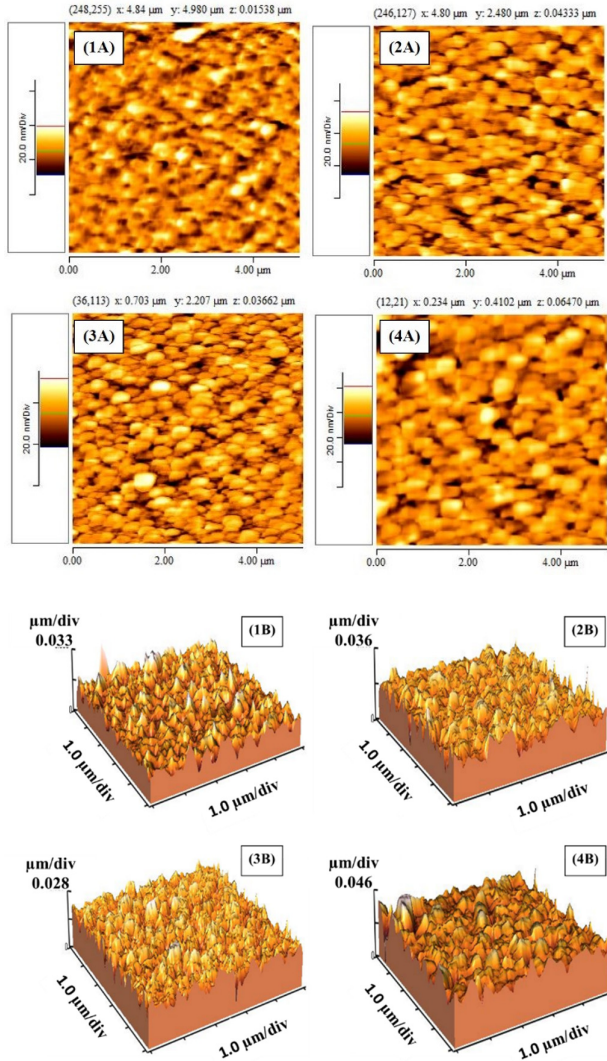 (248,255) x: 4.84 µm y: 4.980 µm z: 0.01538 µm
(1A)
20.0 nm/Div
0.00 2.00 4.00 µm
(246,127) x: 4.80 µm y: 2.480 µm z: 0.04333 µm
(2A)
20.0 nm/Div
0.00 2.00 4.00 µm
(36,113) x: 0.703 µm y: 2.207 µm z: 0.03662 µm
(3A)
20.0 nm/Div
0.00 2.00 4.00 µm
(12,21) x: 0.234 µm y: 0.4102 µm z: 0.06470 µm
(4A)
20.0 nm/Div
0.00 2.00 4.00 µm
µm/div
0.033
(1B)
0
1.0 µm/div
1.0 µm/div
µm/div
0.036
(2B)
0
1.0 µm/div
1.0 µm/div
µm/div
0.028
(3B)
0
1.0 µm/div
1.0 µm/div
µm/div
0.046
(4B)
0
1.0 µm/div
1.0 µm/div